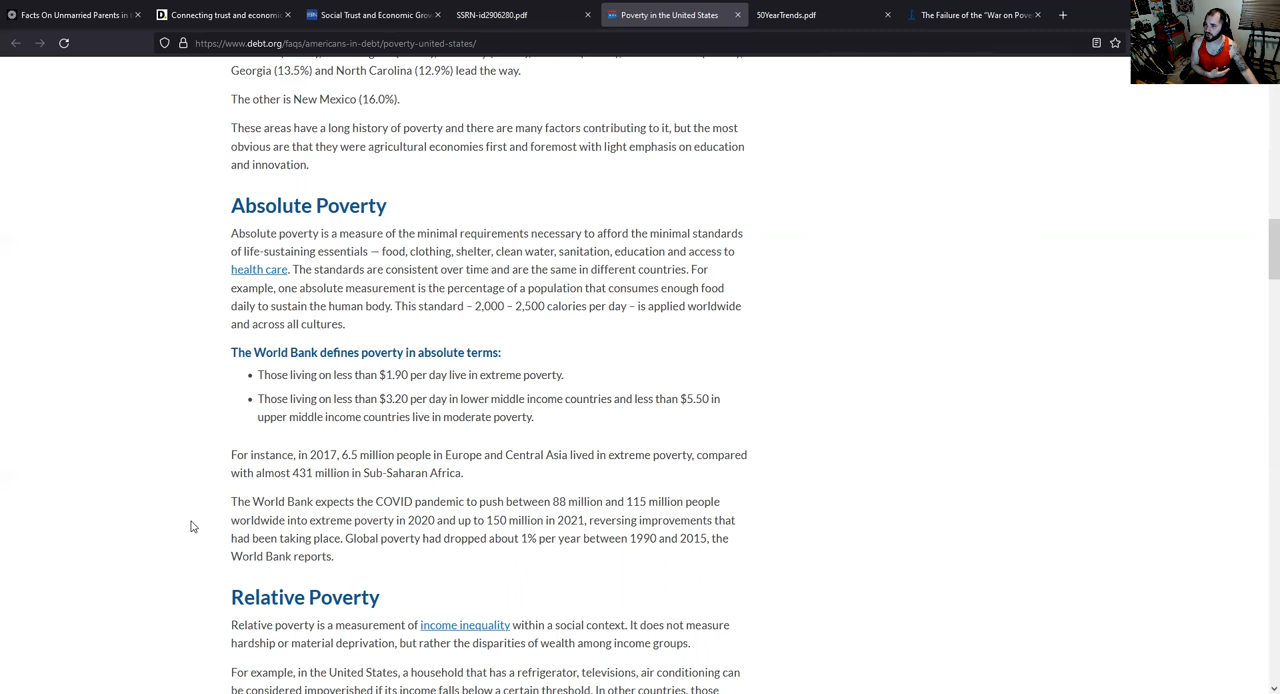 Facts On Unmarried Parents in t
Connecting trust and economic
Social Trust and Economic Grow
SSRN-id2906280.pdf
Poverty in the United States
50YearTrends.pdf
The Failure of the "War on Pove
https://www.debt.org/faqs/americans-in-debt/poverty-united-states/
Georgia (13.5%) and North Carolina (12.9%) lead the way.
The other is New Mexico (16.0%).
These areas have a long history of poverty and there are many factors contributing to it, but the most
obvious are that they were agricultural economies first and foremost with light emphasis on education
and innovation.
Absolute Poverty
Absolute poverty is a measure of the minimal requirements necessary to afford the minimal standards
of life-sustaining essentials — food, clothing, shelter, clean water, sanitation, education and access to
health care. The standards are consistent over time and are the same in different countries. For
example, one absolute measurement is the percentage of a population that consumes enough food
daily to sustain the human body. This standard – 2,000 – 2,500 calories per day – is applied worldwide
and across all cultures.
The World Bank defines poverty in absolute terms:
• Those living on less than $1.90 per day live in extreme poverty.
• Those living on less than $3.20 per day in lower middle income countries and less than $5.50 in
upper middle income countries live in moderate poverty.
For instance, in 2017, 6.5 million people in Europe and Central Asia lived in extreme poverty, compared
with almost 431 million in Sub-Saharan Africa.
The World Bank expects the COVID pandemic to push between 88 million and 115 million people
worldwide into extreme poverty in 2020 and up to 150 million in 2021, reversing improvements that
had been taking place. Global poverty had dropped about 1% per year between 1990 and 2015, the
World Bank reports.
Relative Poverty
Relative poverty is a measurement of income inequality within a social context. It does not measure
hardship or material deprivation, but rather the disparities of wealth among income groups.
For example, in the United States, a household that has a refrigerator, televisions, air conditioning can
be considered impoverished if its income falls below a certain threshold. In other countries, those